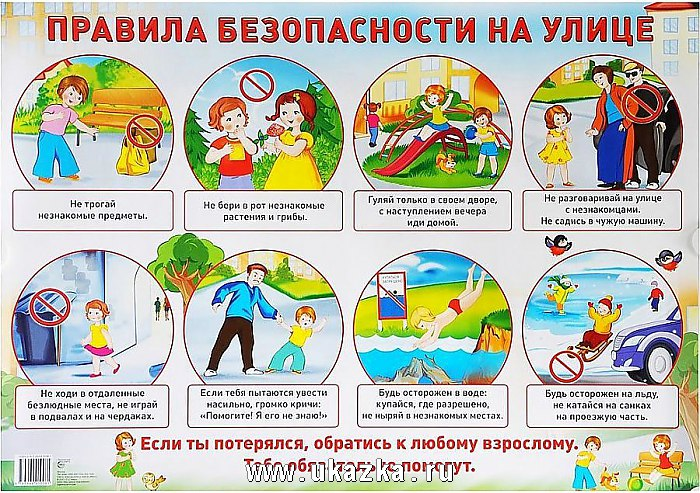 ПРАВИЛА БЕЗОПАСНОСТИ НА УЛИЦЕ
Не трогай
незнакомые предметы.
Не бери в рот незнакомые
растения и грибы.
Гуляй только в своем дворе,
с наступлением вечера
иди домой.
Не разговаривай на улице
с незнакомцами.
Не садись в чужую машину.
Не ходи в отдаленные
безлюдные места, не играй
в подвалах и на чердаках.
Если тебя пытаются увести
насильно, громко кричи:
«Помогите! Я его не знаю!»
Будь осторожен в воде:
купайся, где разрешено,
не ныряй в незнакомых местах.
Будь осторожен на льду,
не катайся на санках
на проезжую часть.
Если ты потерялся, обратись к любому взрослому.
Тебе обязательно помогут.
www.ukazka.ru